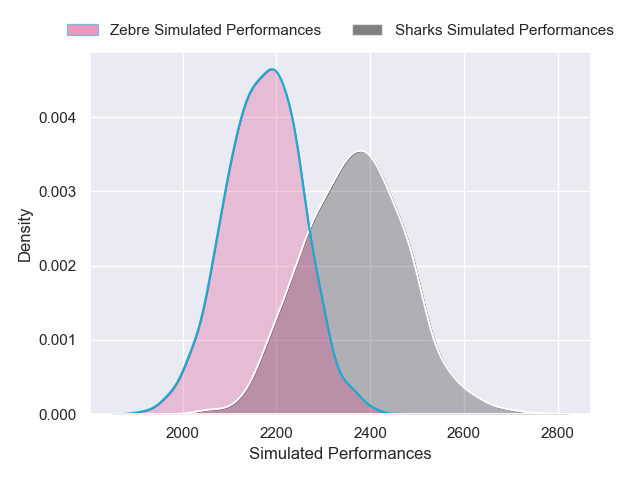 Zebre Simulated Performances Sharks Simulated Performances
0.004
0.003
0.002
0.001
0.000
Density
2000 2200 2400 2600 2800
Simulated Performances